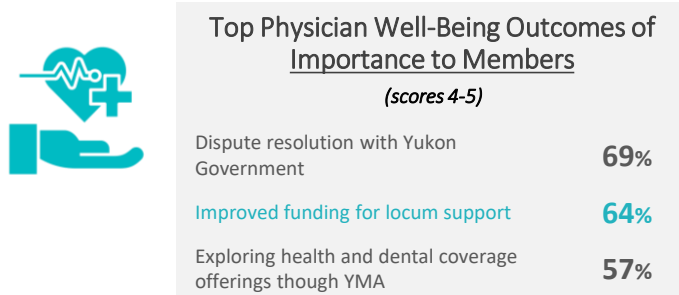 Top Physician Well-Being Outcomes of
Importance to Members
(scores 4-5)
Dispute resolution with Yukon
Government
69%
Improved funding for locum support
64%
Exploring health and dental coverage
offerings though YMA
57%